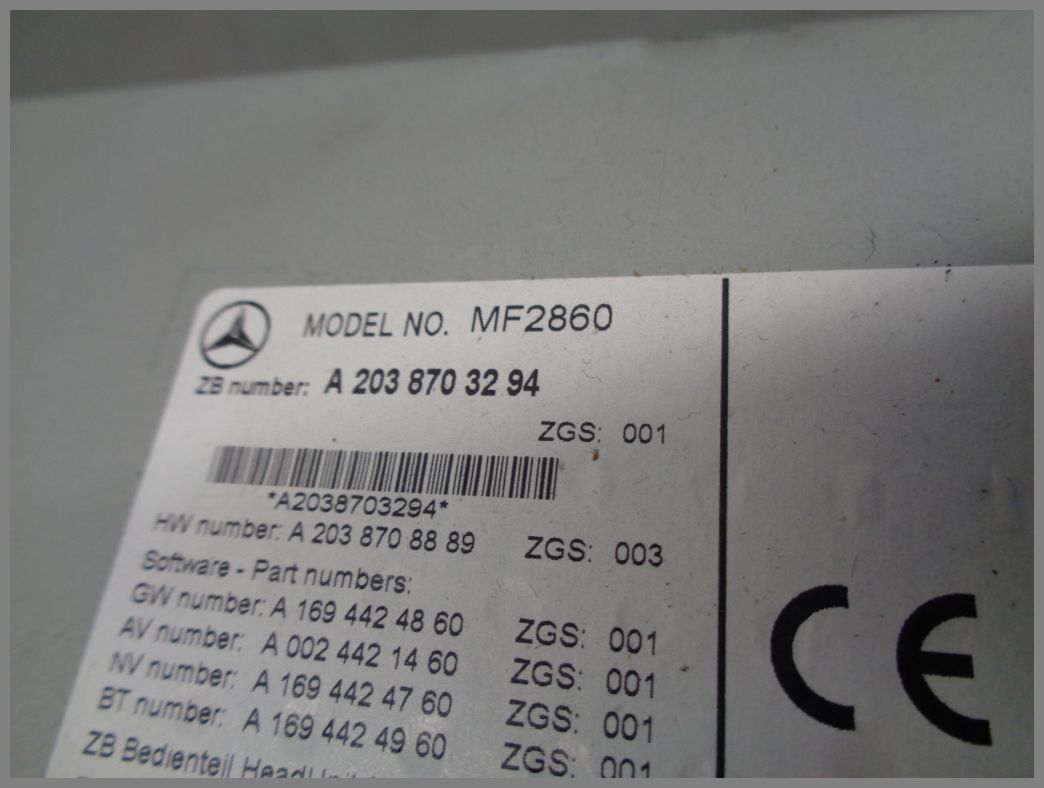 MODEL NO. MF2860
ZB number: A 203 870 32 94
ZGS: 001
*A2038703294*
HW number: A 203 870 88 89 ZGS: 003
Software - Part numbers:
GW number: A 169 442 48 60 ZGS: 001
AV number: A 002 442 14 60 ZGS: 001
NV number: A 169 442 47 60 ZGS: 001
BT number: A 169 442 49 60 ZGS: 001
ZB Bedienteil HeadUnit
CE